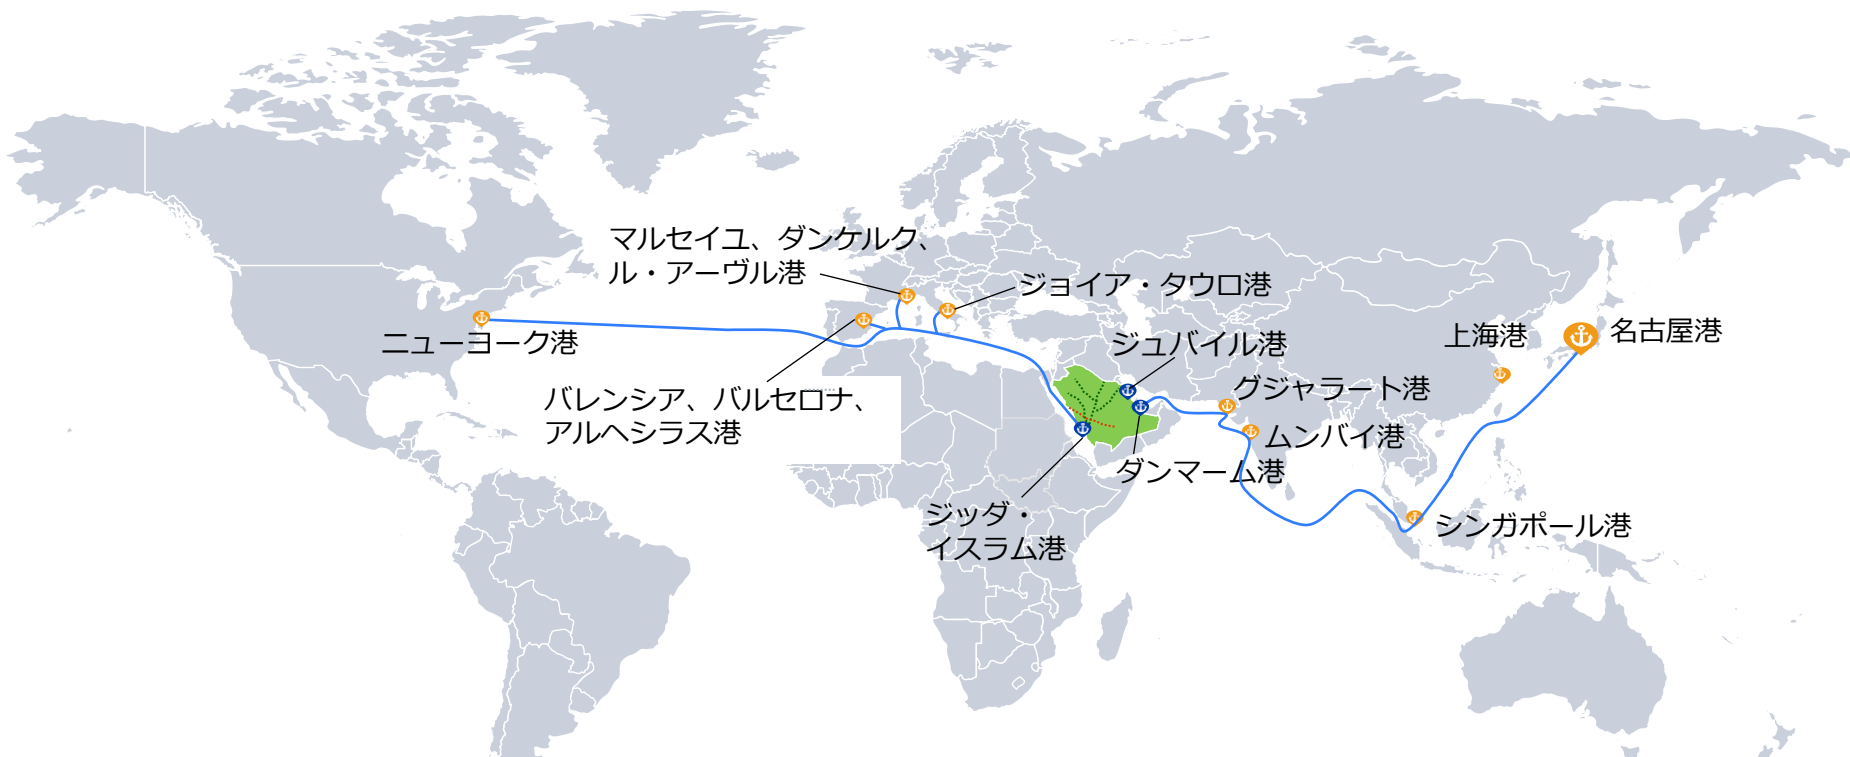 マルセイユ、ダンケルク、
ル・アーヴル港
ジョイア・タウロ港
ニューヨーク港
ジュバイル港
上海港
名古屋港
バレンシア、バルセロナ、
アルヘシラス港
グジャラート港
ムンバイ港
ダンマーム港
ジッダ・
イスラム港
シンガポール港